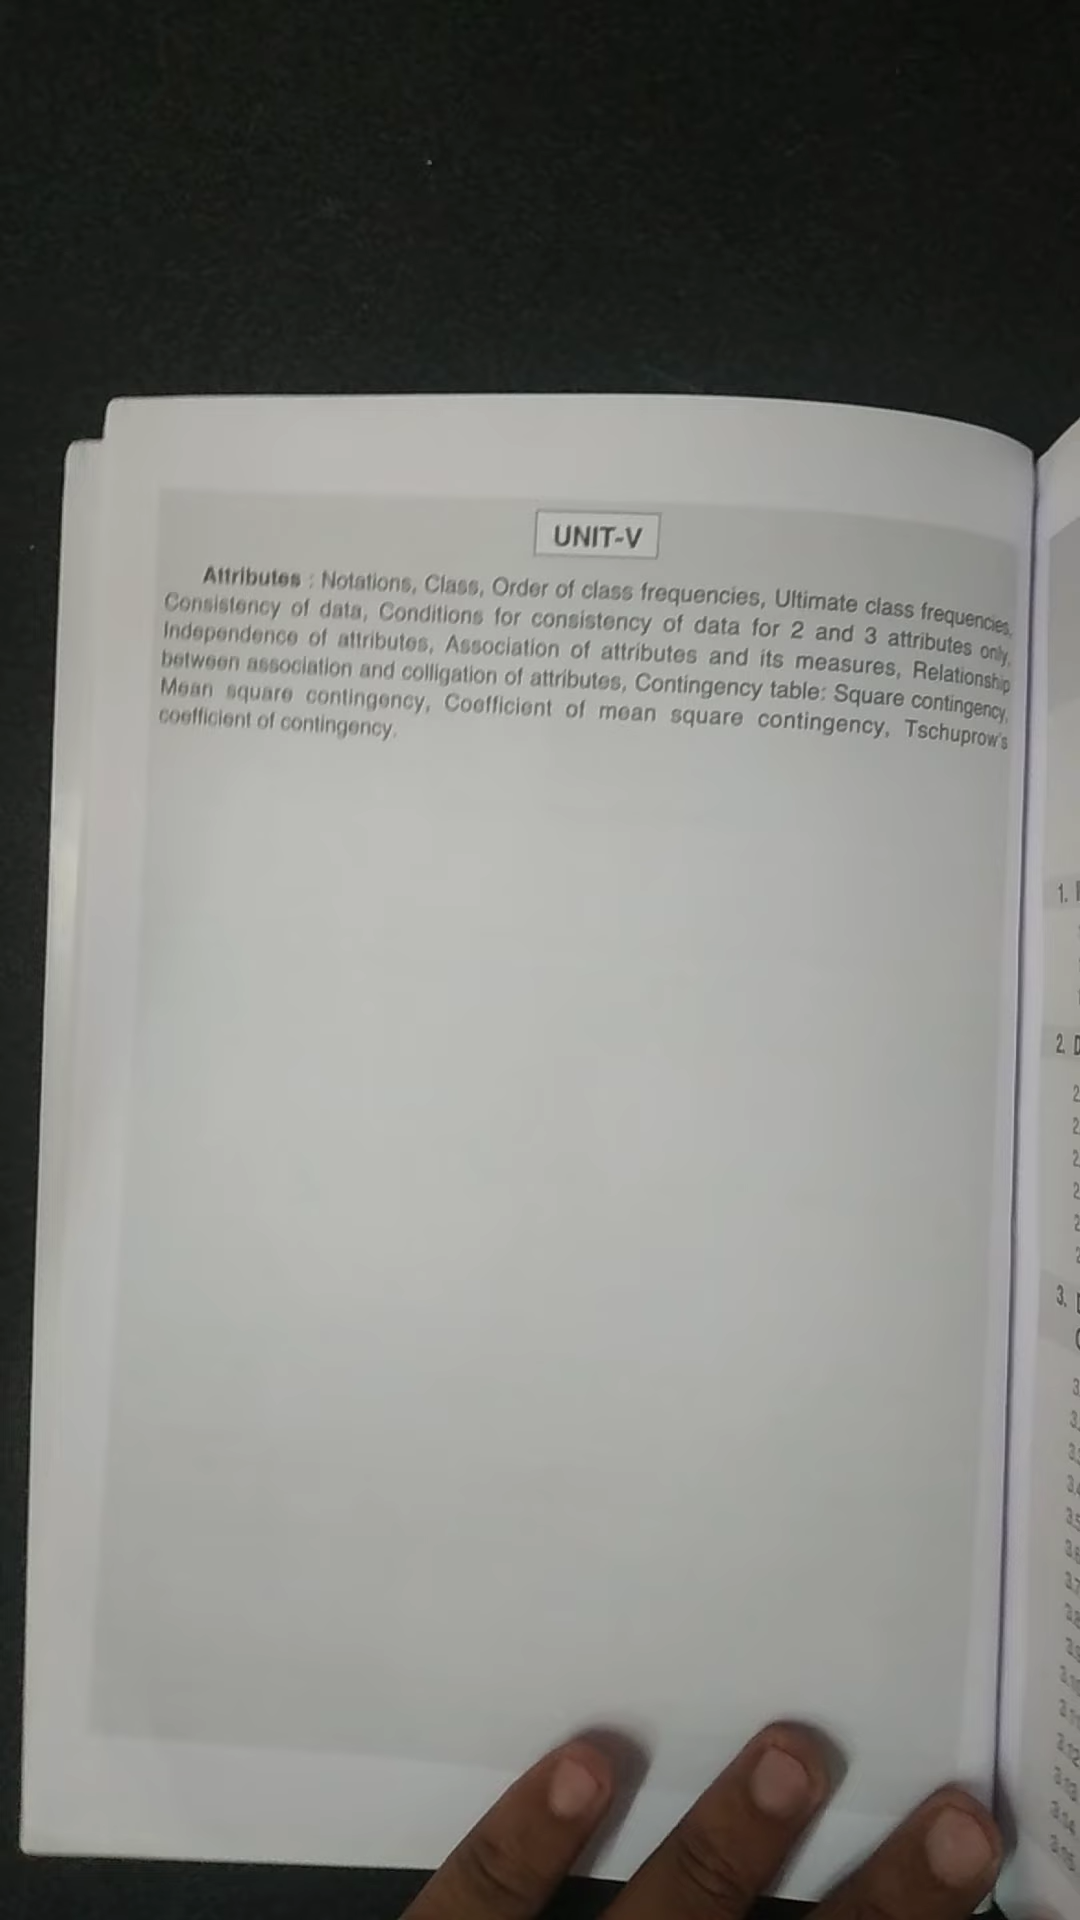 UNIT-V
Attributes : Notations, Class, Order of class frequencies, Ultimate class frequencies,
Consistency of data, Conditions for consistency of data for 2 and 3 attributes only,
Independence of attributes, Association of attributes and its measures, Relationship
between association and colligation of attributes, Contingency table: Square contingency,
Mean square contingency, Coefficient of mean square contingency, Tschuprow's
coefficient of contingency.
1.
2.
3.